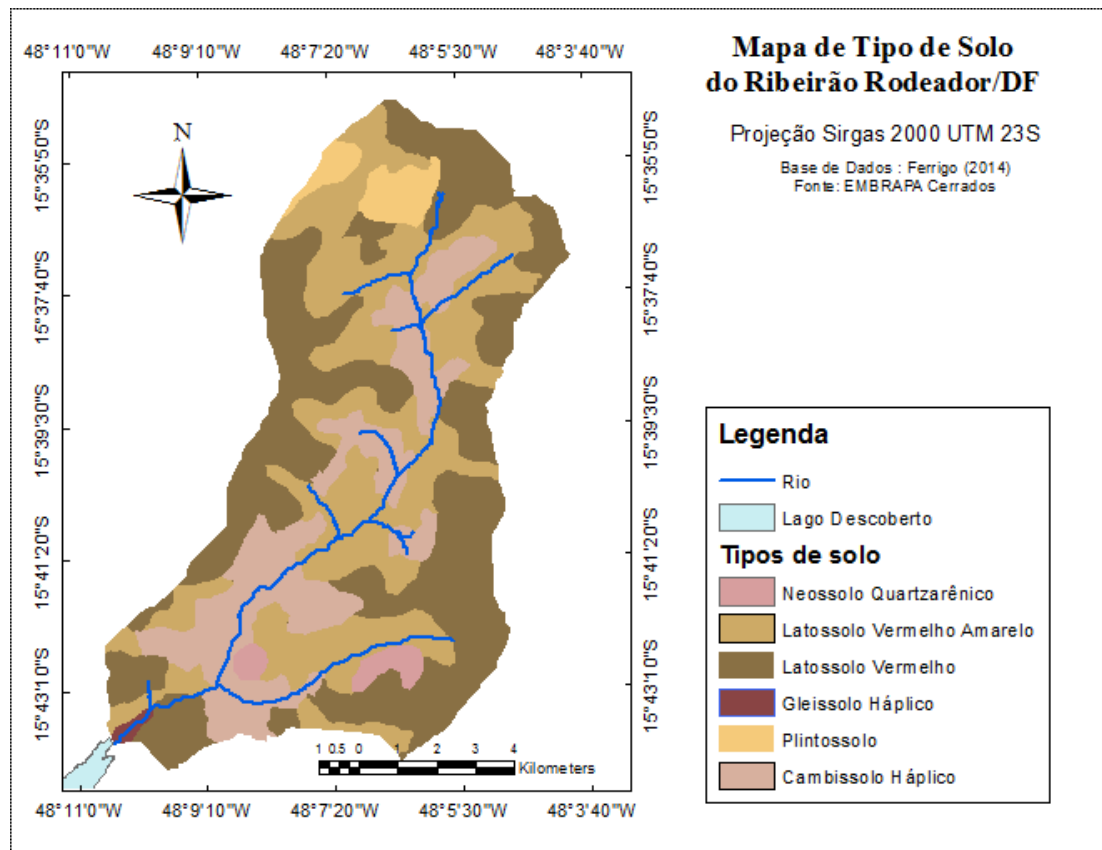 48°11'0"W 48°9'10"W 48°7'20"W 48°5'30"W 48°3'40"W
Mapa de Tipo de Solo
do Ribeirão Rodeador/DF
Projeção Sirgas 2000 UTM 23S
Base de Dados : Ferrigo (2014)
Fonte: EMBRAPA Cerrados
N
15°35'50"S 15°35'50"S
15°37'40"S 15°37'40"S
15°39'30"S 15°39'30"S
15°41'20"S 15°41'20"S
15°43'1 0"S 15°43'1 0"S
Legenda
Rio
Lago Descoberto
Tipos de solo
Neossolo Quartzarênico
Latossolo Vermelho Amarelo
Latossolo Vermelho
Gleissolo Háplico
Plintossolo
Cambissolo Háplico
1 0.5 0 1 2 3 4
Kilometers
48°11'0"W 48°9'10"W 48°7'20"W 48°5'30"W 48°3'40"W